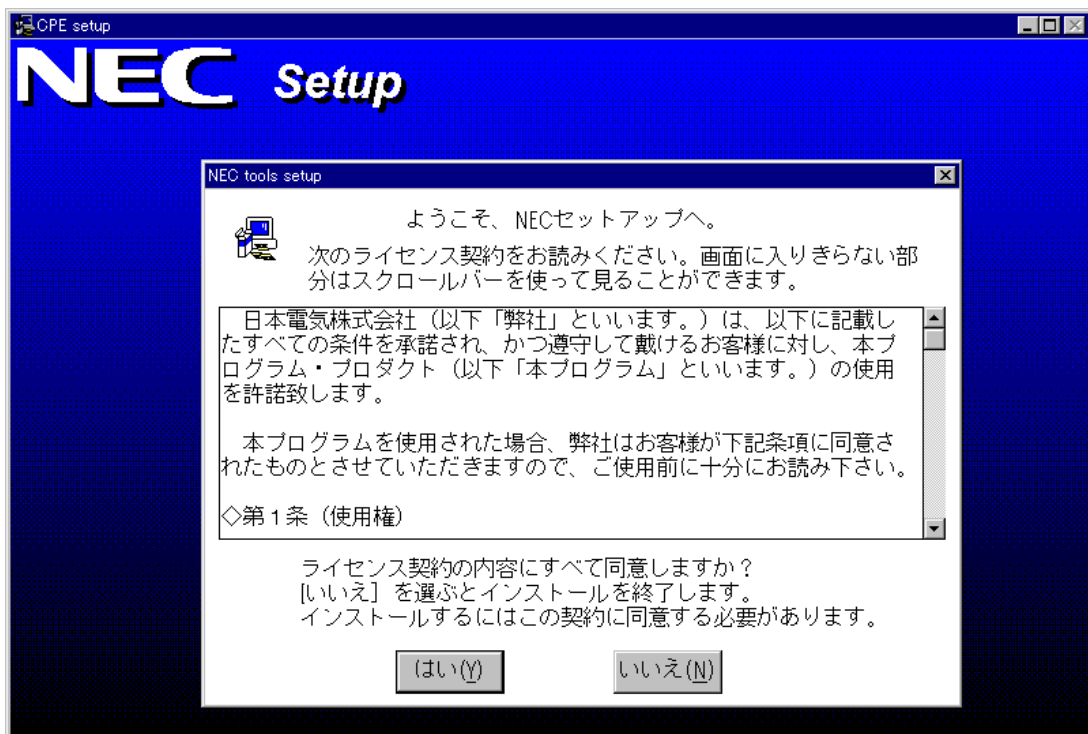 CPE setup
NEC Setup
NEC tools setup
ようこそ、NECセットアップへ。
次のライセンス契約をお読みください。画面に入りきらない部
分はスクロールバーを使って見ることができます。
日本電気株式会社（以下「弊社」といいます。）は、以下に記載し
たすべての条件を承諾され、かつ遵守して戴けるお客様に対し、本プ
ログラム・プロダクト（以下「本プログラム」といいます。）の使用
を許諾致します。
本プログラムを使用された場合、弊社はお客様が下記条項に同意さ
れたものとさせていただきますので、ご使用前に十分にお読み下さい。
◇第１条（使用権）
ライセンス契約の内容にすべて同意しますか？
[いいえ] を選ぶとインストールを終了します。
インストールするにはこの契約に同意する必要があります。
はい(Y) いいえ(N)